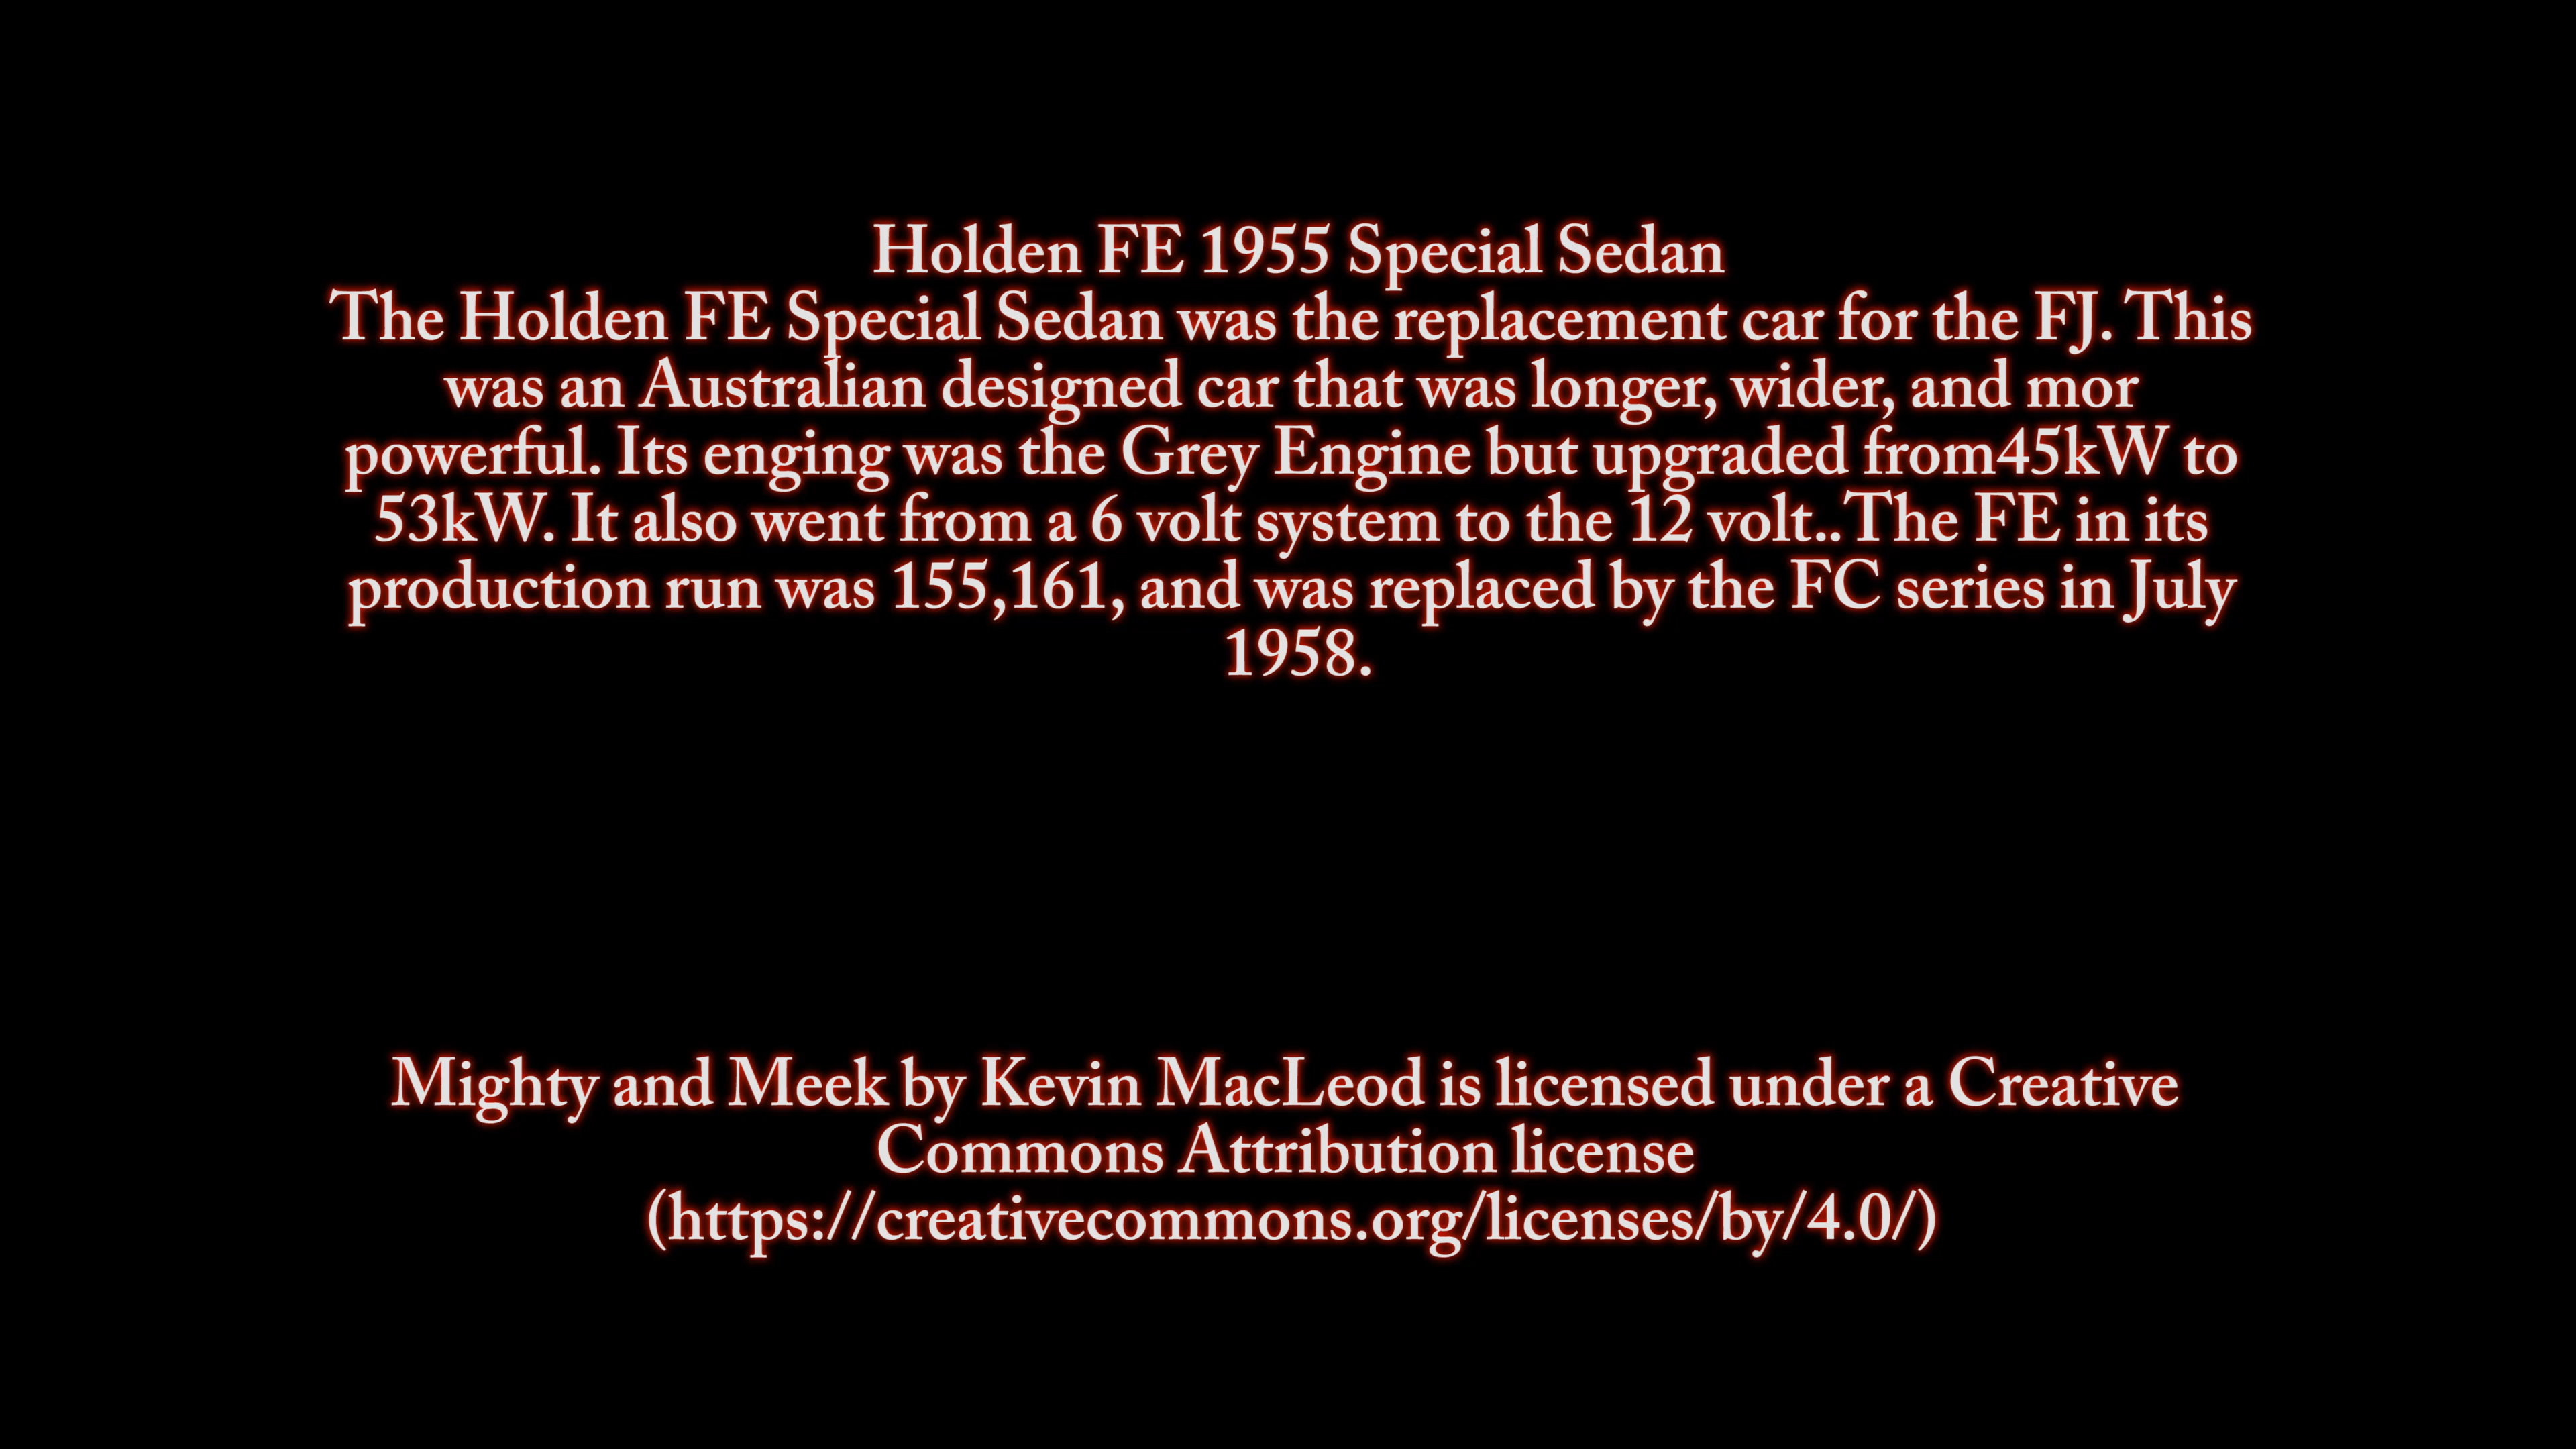 Holden FE 1955 Special Sedan
The Holden FE Special Sedan was the replacement car for the FJ. This
was an Australian designed car that was longer, wider, and mor
powerful. Its enging was the Grey Engine but upgraded from45kW to
53kW. It also went from a 6 volt system to the 12 volt.. The FE in its
production run was 155,161, and was replaced by the FC series in July
1958.
Mighty and Meek by Kevin MacLeod is licensed under a Creative
Commons Attribution license
(https://creativecommons.org/licenses/by/4.0/)